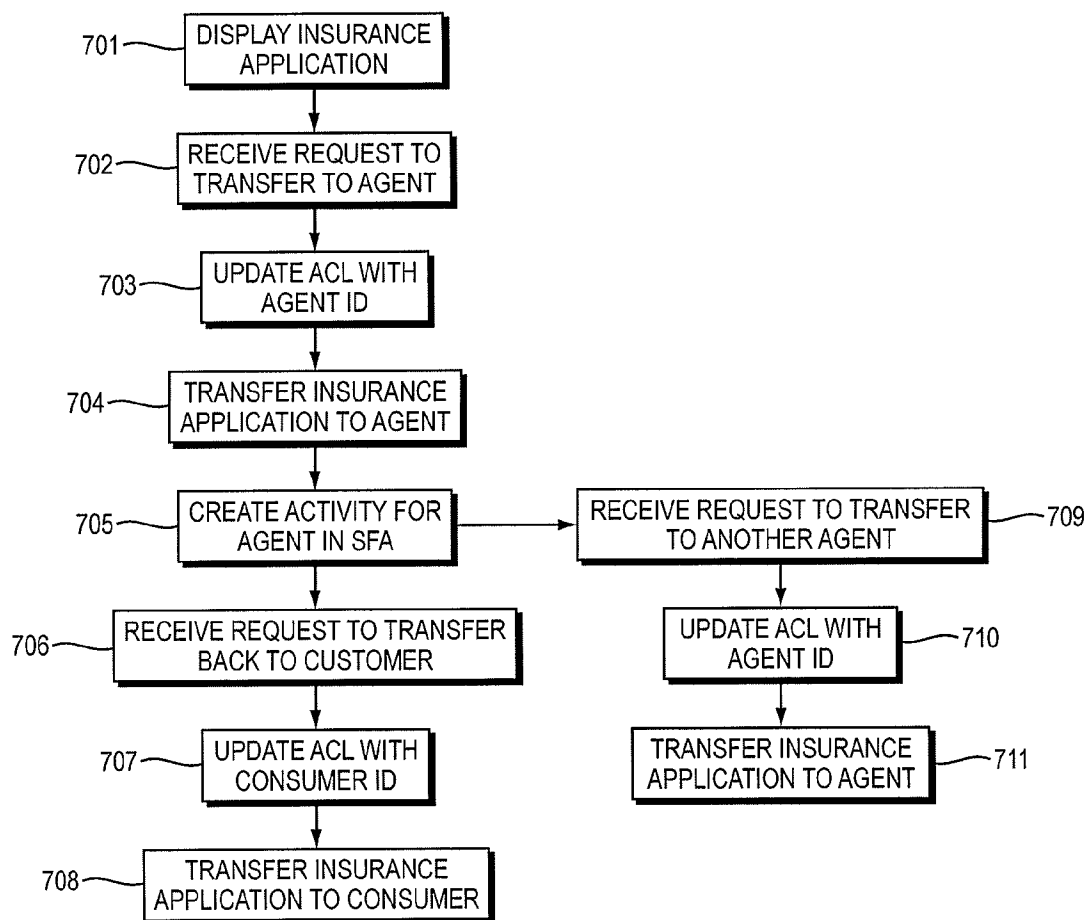 701
DISPLAY INSURANCE
APPLICATION
702
RECEIVE REQUEST TO
TRANSFER TO AGENT
703
UPDATE ACL WITH
AGENT ID
704
TRANSFER INSURANCE
APPLICATION TO AGENT
705
CREATE ACTIVITY FOR
AGENT IN SFA
706
RECEIVE REQUEST TO TRANSFER
BACK TO CUSTOMER
707
UPDATE ACL WITH
CONSUMER ID
708
TRANSFER INSURANCE
APPLICATION TO CONSUMER
RECEIVE REQUEST TO TRANSFER
TO ANOTHER AGENT
709
UPDATE ACL WITH
AGENT ID
710
TRANSFER INSURANCE
APPLICATION TO AGENT
711